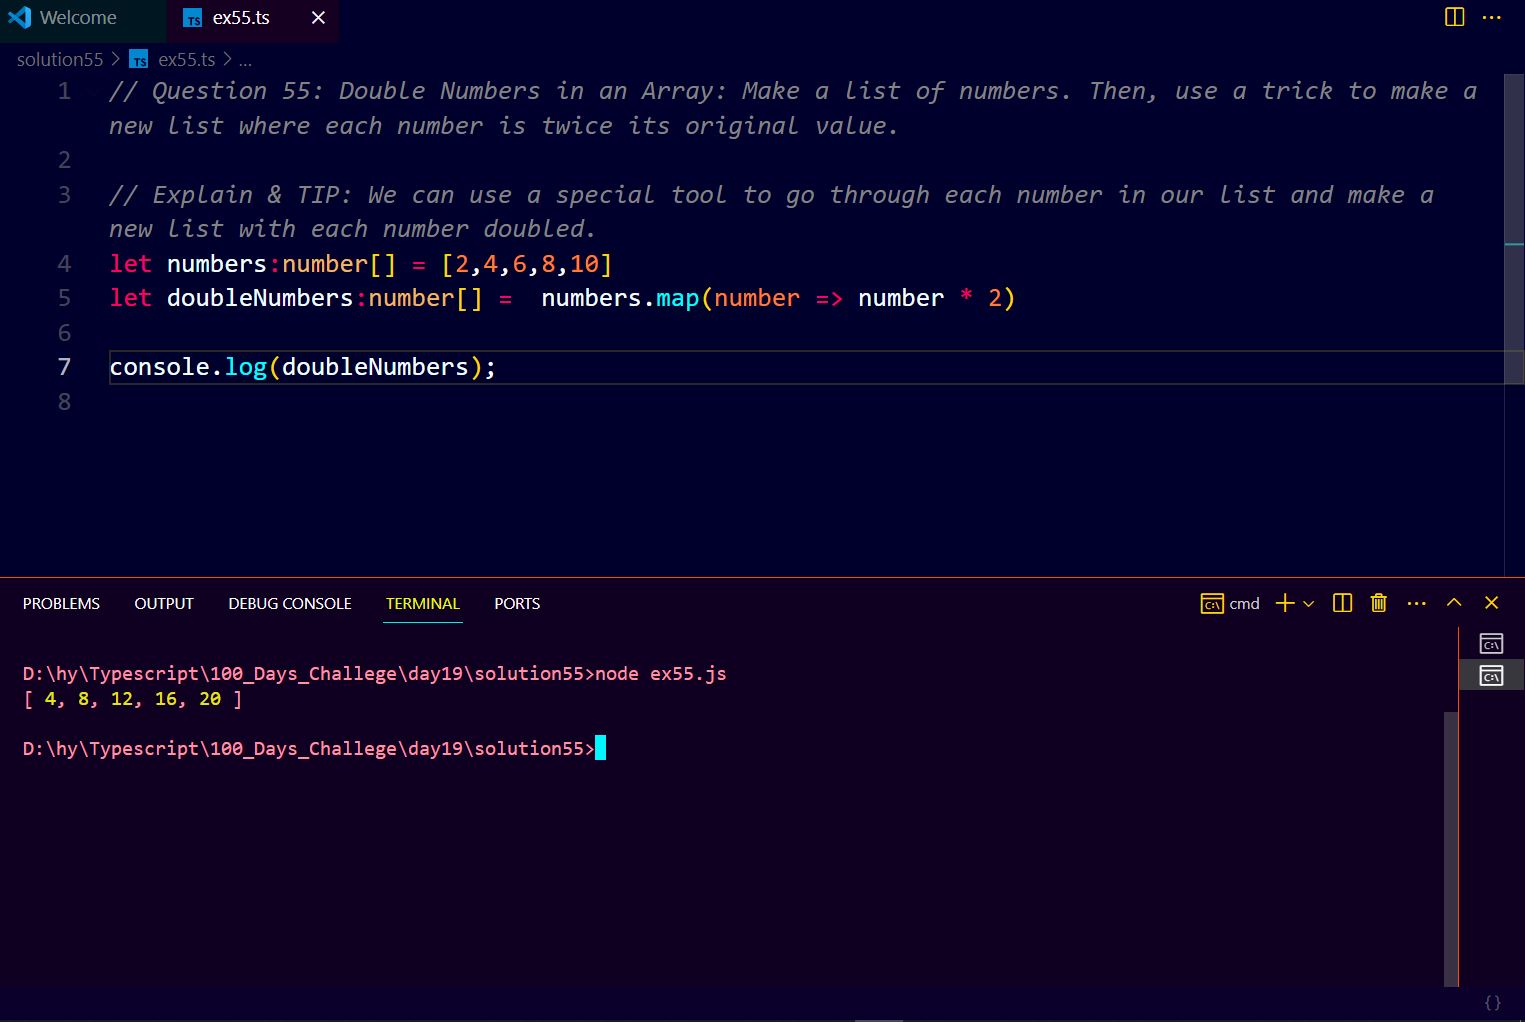 Welcome
TS ex55.ts
solution55 > TS ex55.ts > ...
1 // Question 55: Double Numbers in an Array: Make a list of numbers. Then, use a trick to make a
new list where each number is twice its original value.
2
3 // Explain & TIP: We can use a special tool to go through each number in our list and make a
new list with each number doubled.
4 let numbers:number[] = [2,4,6,8,10]
5 let doubleNumbers:number[] =  numbers.map(number => number * 2)
6
7 console.log(doubleNumbers);
8
PROBLEMS OUTPUT DEBUG CONSOLE TERMINAL PORTS cmd
D:\hy\Typescript\100_Days_Challege\day19\solution55>node ex55.js
[ 4, 8, 12, 16, 20 ]
D:\hy\Typescript\100_Days_Challege\day19\solution55>
{}